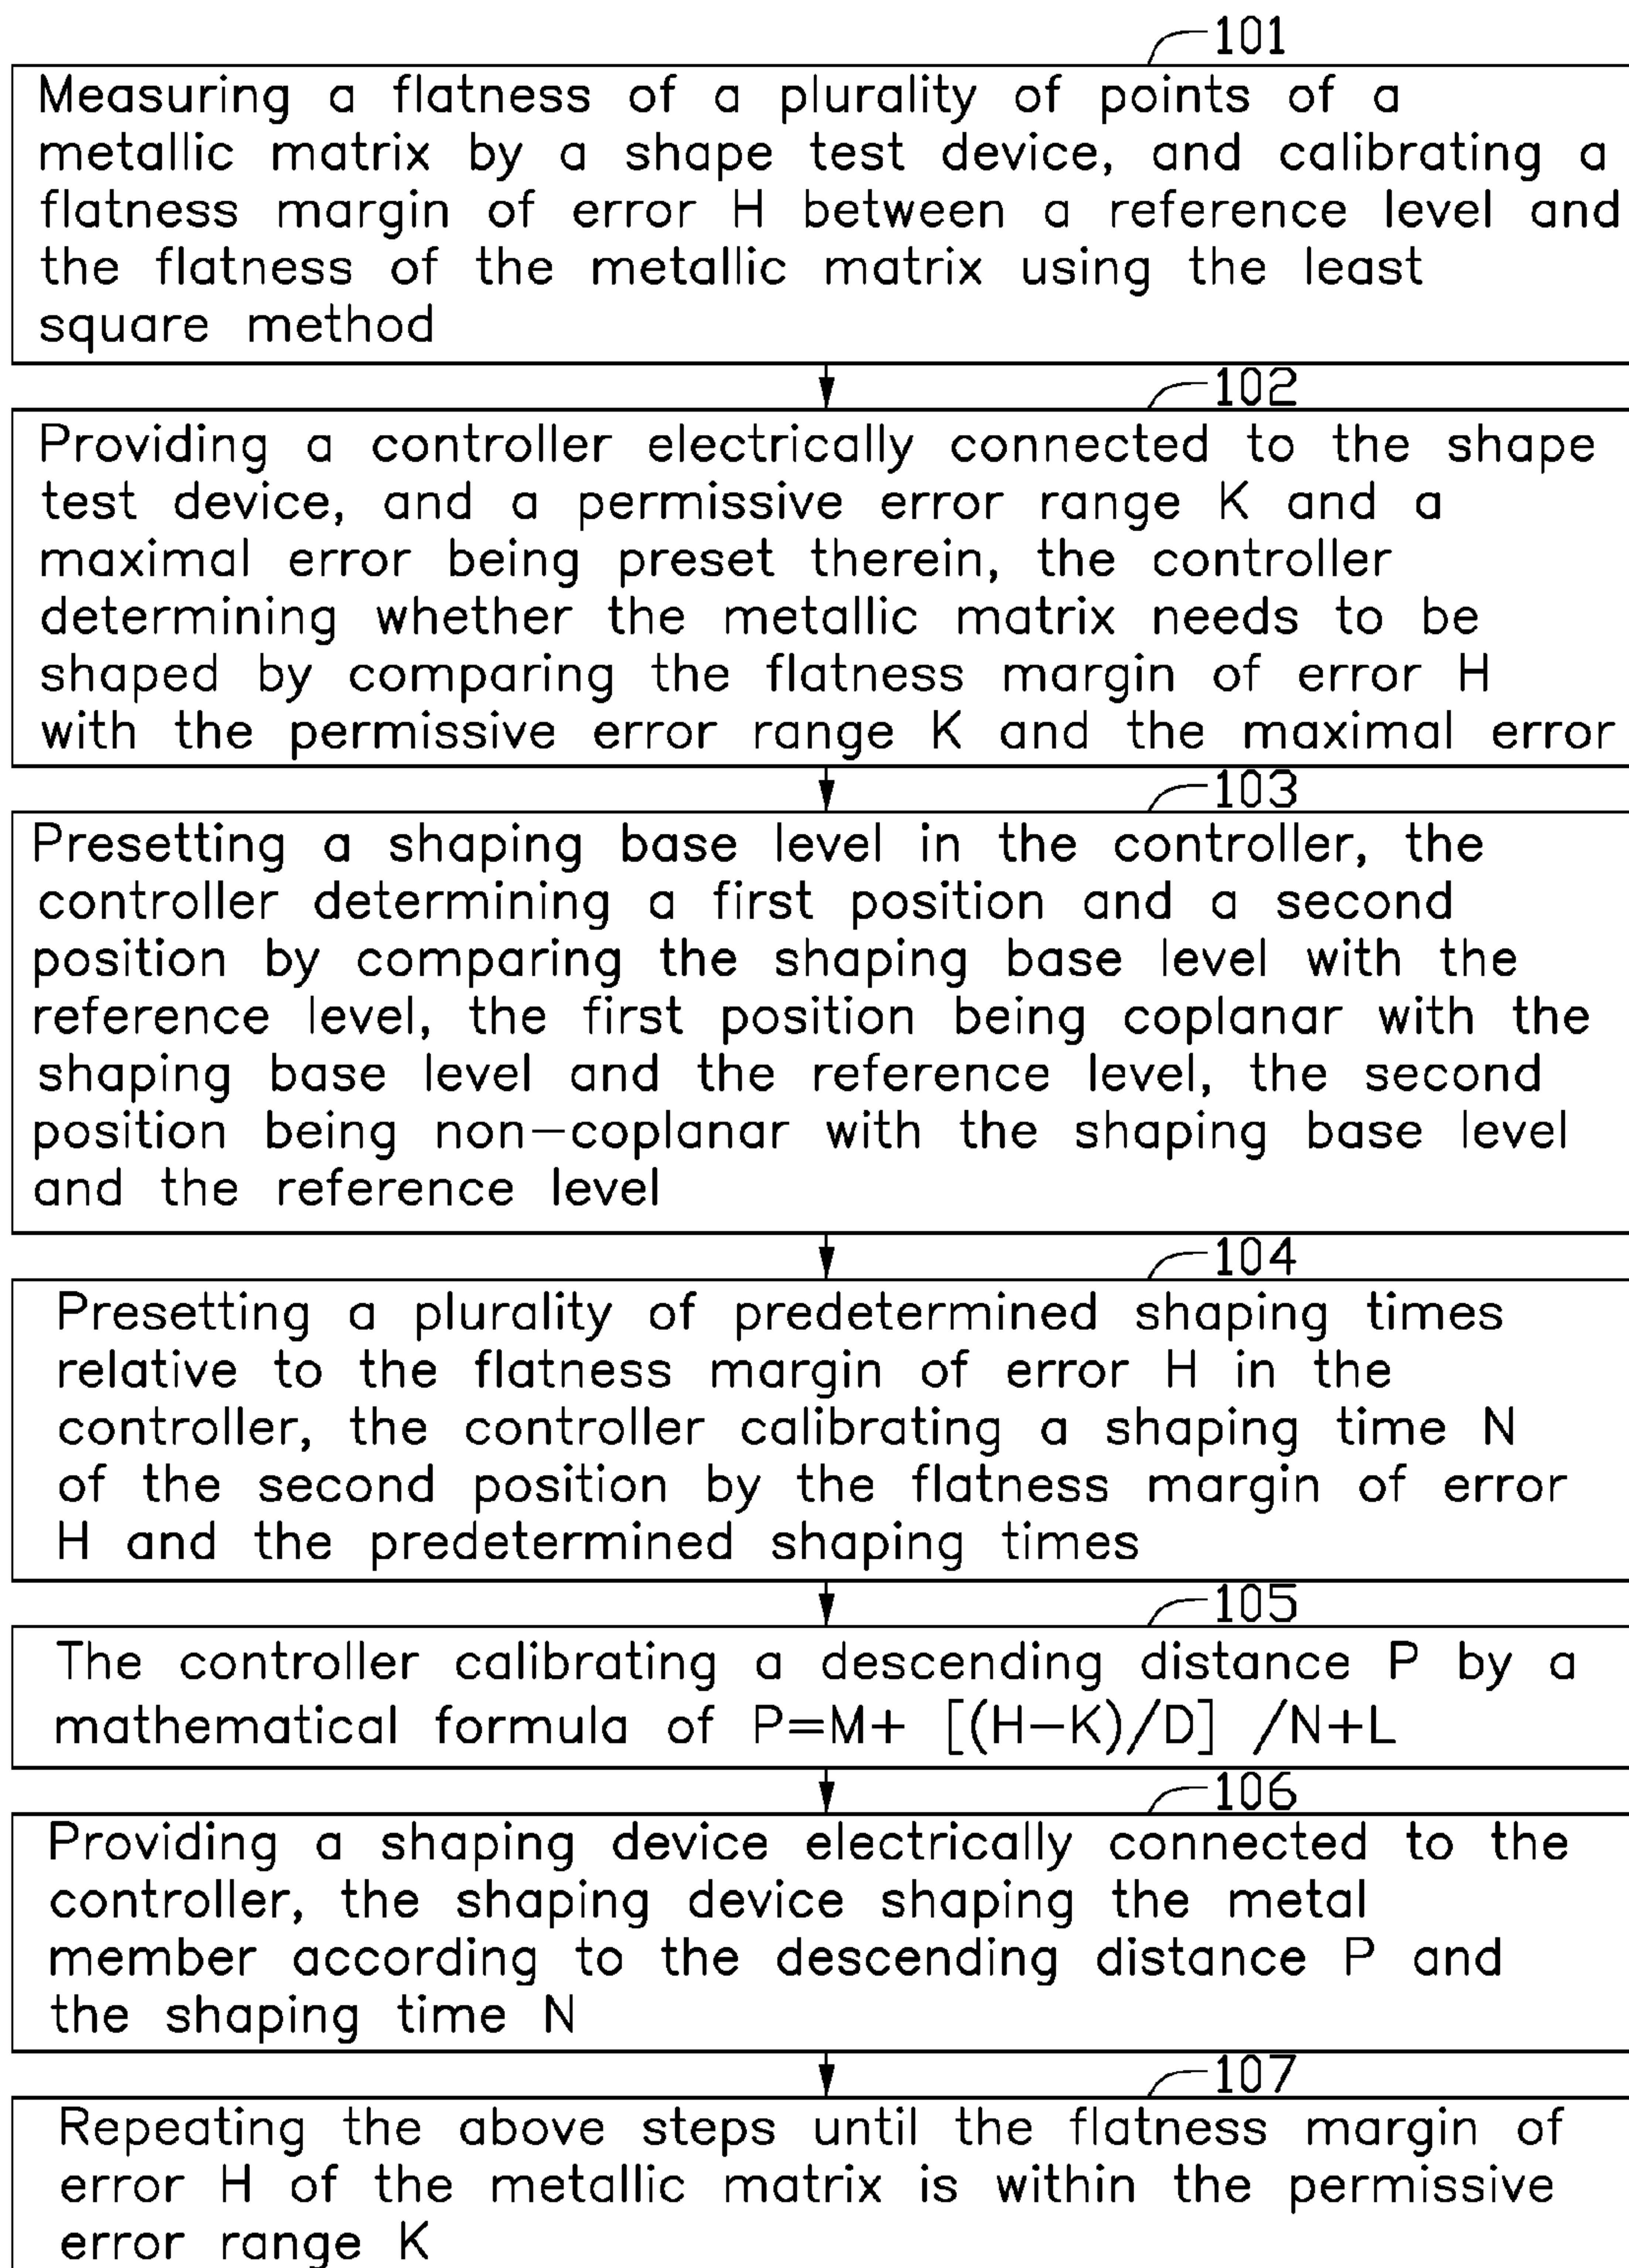 101
Measuring a flatness of a plurality of points of a
metallic matrix by a shape test device, and calibrating a
flatness margin of error H between a reference level and
the flatness of the metallic matrix using the least
square method
102
Providing a controller electrically connected to the shape
test device, and a permissive error range K and a
maximal error being preset therein, the controller
determining whether the metallic matrix needs to be
shaped by comparing the flatness margin of error H
with the permissive error range K and the maximal error
103
Presetting a shaping base level in the controller, the
controller determining a first position and a second
position by comparing the shaping base level with the
reference level, the first position being coplanar with the
shaping base level and the reference level, the second
position being non-coplanar with the shaping base level
and the reference level
104
Presetting a plurality of predetermined shaping times
relative to the flatness margin of error H in the
controller, the controller calibrating a shaping time N
of the second position by the flatness margin of error
H and the predetermined shaping times
105
The controller calibrating a descending distance P by a
mathematical formula of P=M+ [(H-K)/D] /N+L
106
Providing a shaping device electrically connected to the
controller, the shaping device shaping the metal
member according to the descending distance P and
the shaping time N
107
Repeating the above steps until the flatness margin of
error H of the metallic matrix is within the permissive
error range K